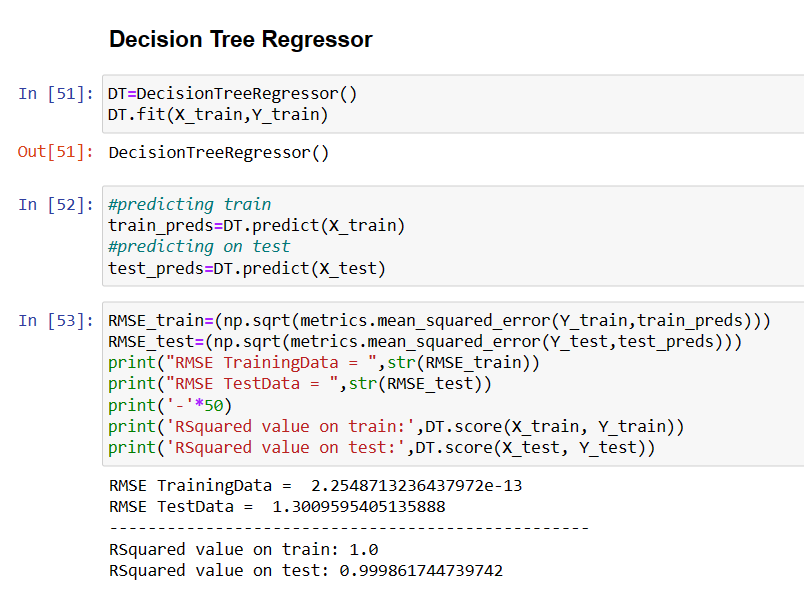 Decision Tree Regressor
In [51]: DT=DecisionTreeRegressor()
DT.fit(X_train,Y_train)
Out[51]: DecisionTreeRegressor()
In [52]: #predicting train
train_preds=DT.predict(X_train)
#predicting on test
test_preds=DT.predict(X_test)
In [53]: RMSE_train=(np.sqrt(metrics.mean_squared_error(Y_train,train_preds)))
RMSE_test=(np.sqrt(metrics.mean_squared_error(Y_test,test_preds)))
print("RMSE TrainingData = ",str(RMSE_train))
print("RMSE TestData = ",str(RMSE_test))
print('-'*50)
print('RSquared value on train:',DT.score(X_train, Y_train))
print('RSquared value on test:',DT.score(X_test, Y_test))
RMSE TrainingData =  2.2548713236437972e-13
RMSE TestData =  1.3009595405135888
--------------------------------------------------
RSquared value on train: 1.0
RSquared value on test: 0.999861744739742